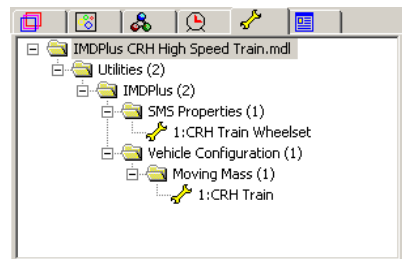 IMDPlus CRH High Speed Train.mdl
Utilities (2)
IMDPlus (2)
SMS Properties (1)
1:CRH Train Wheelset
Vehicle Configuration (1)
Moving Mass (1)
1:CRH Train